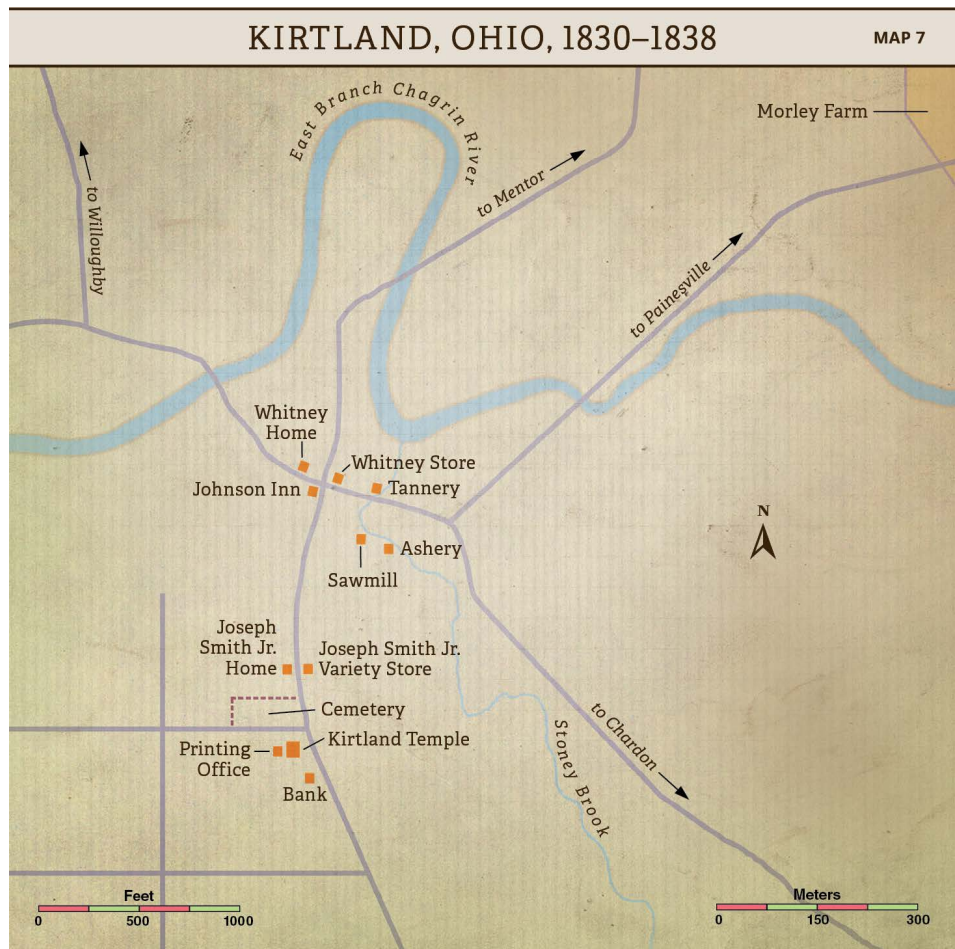 KIRTLAND, OHIO, 1830–1838
MAP 7
East Branch Chagrin River
Morley Farm
to Mentor
to Willoughby
to Painesville
Whitney
Home
Whitney Store
Johnson Inn
Tannery
N
Ashery
Sawmill
Joseph
Smith Jr.
Home
Joseph Smith Jr.
Variety Store
Cemetery
to Chardon
Stoney Brook
Kirtland Temple
Printing
Office
Bank
Feet
0 500 1000
Meters
0 150 300